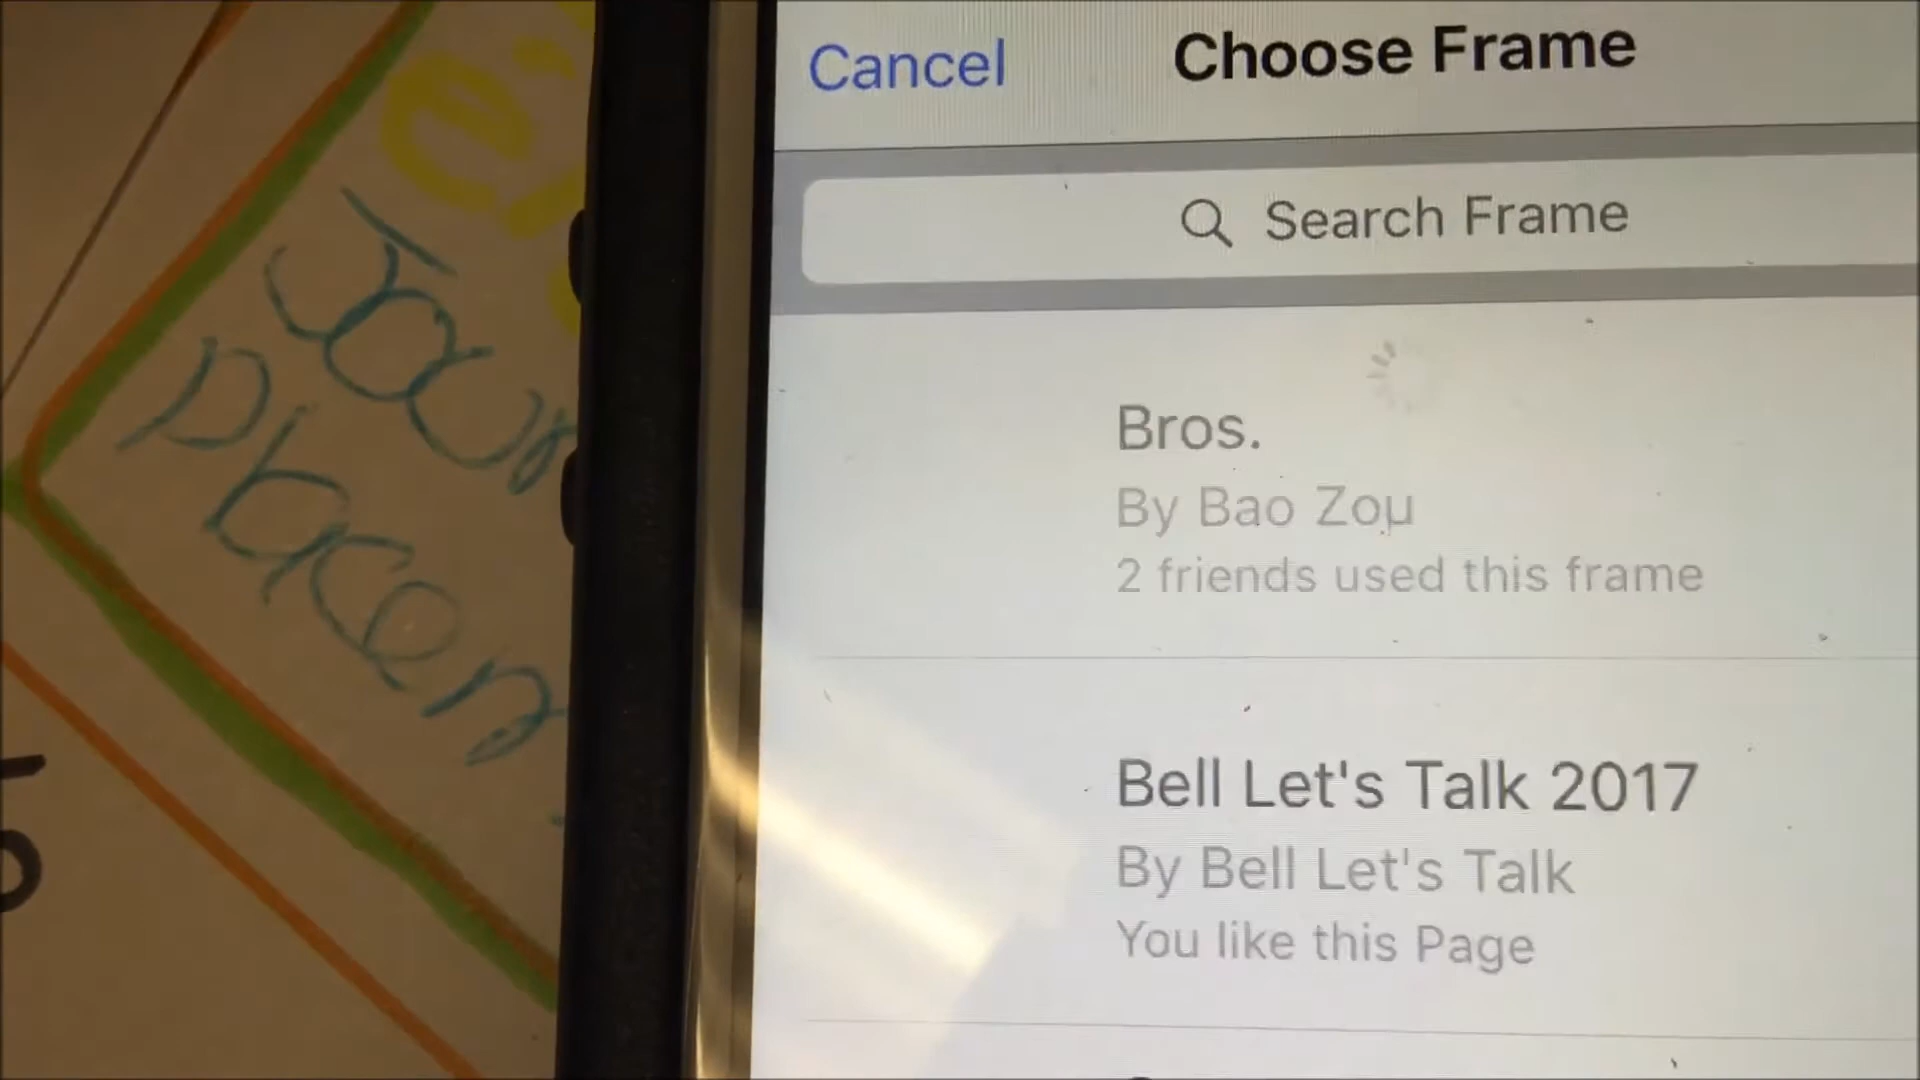 Cancel
Choose Frame
Search Frame
Bros.
By Bao Zoµ
2 friends used this frame
Bell Let's Talk 2017
By Bell Let's Talk
You like this Page
your